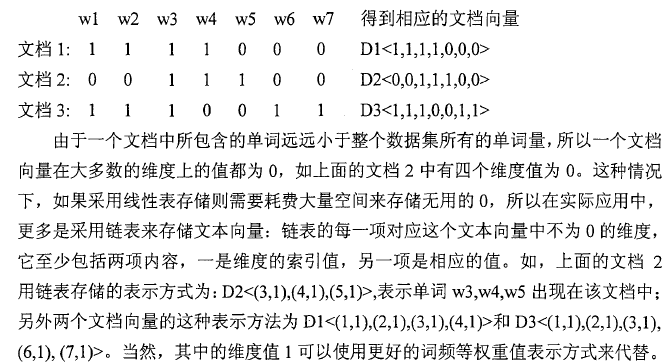 w1 w2 w3 w4 w5 w6 w7 得到相应的文档向量
文档 1: 1 1 1 1 0 0 0 D1<1,1,1,1,0,0,0>
文档 2: 0 0 1 1 1 0 0 D2<0,0,1,1,1,0,0>
文档 3: 1 1 1 0 0 1 1 D3<1,1,1,0,0,1,1>
由于一个文档中所包含的单词远远小于整个数据集所有的单词量，所以一个文档
向量在大多数的维度上的值都为 0，如上面的文档 2 中有四个维度值为 0。这种情况
下，如果采用线性表存储则需要耗费大量空间来存储无用的 0，所以在实际应用中，
更多是采用链表来存储文本向量：链表的每一项对应这个文本向量中不为 0 的维度，
它至少包括两项内容，一是维度的索引值，另一项是相应的值。如，上面的文档 2
用链表存储的表示方式为：D2<(3,1),(4,1),(5,1)>,表示单词 w3,w4,w5 出现在该文档中；
另外两个文档向量的这种表示方法为 D1<(1,1),(2,1),(3,1),(4,1)>和 D3<(1,1),(2,1),(3,1),
(6,1), (7,1)>。当然，其中的维度值 1 可以使用更好的词频等权重值表示方式来代替。